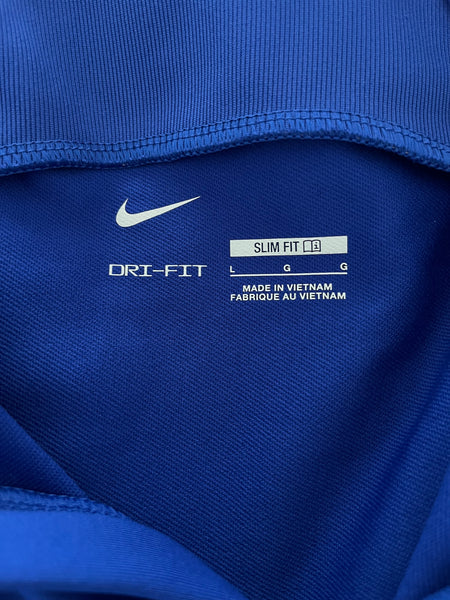 DRI-FIT
SLIM FIT
L G G
MADE IN VIETNAM
FABRIQUE AU VIETNAM